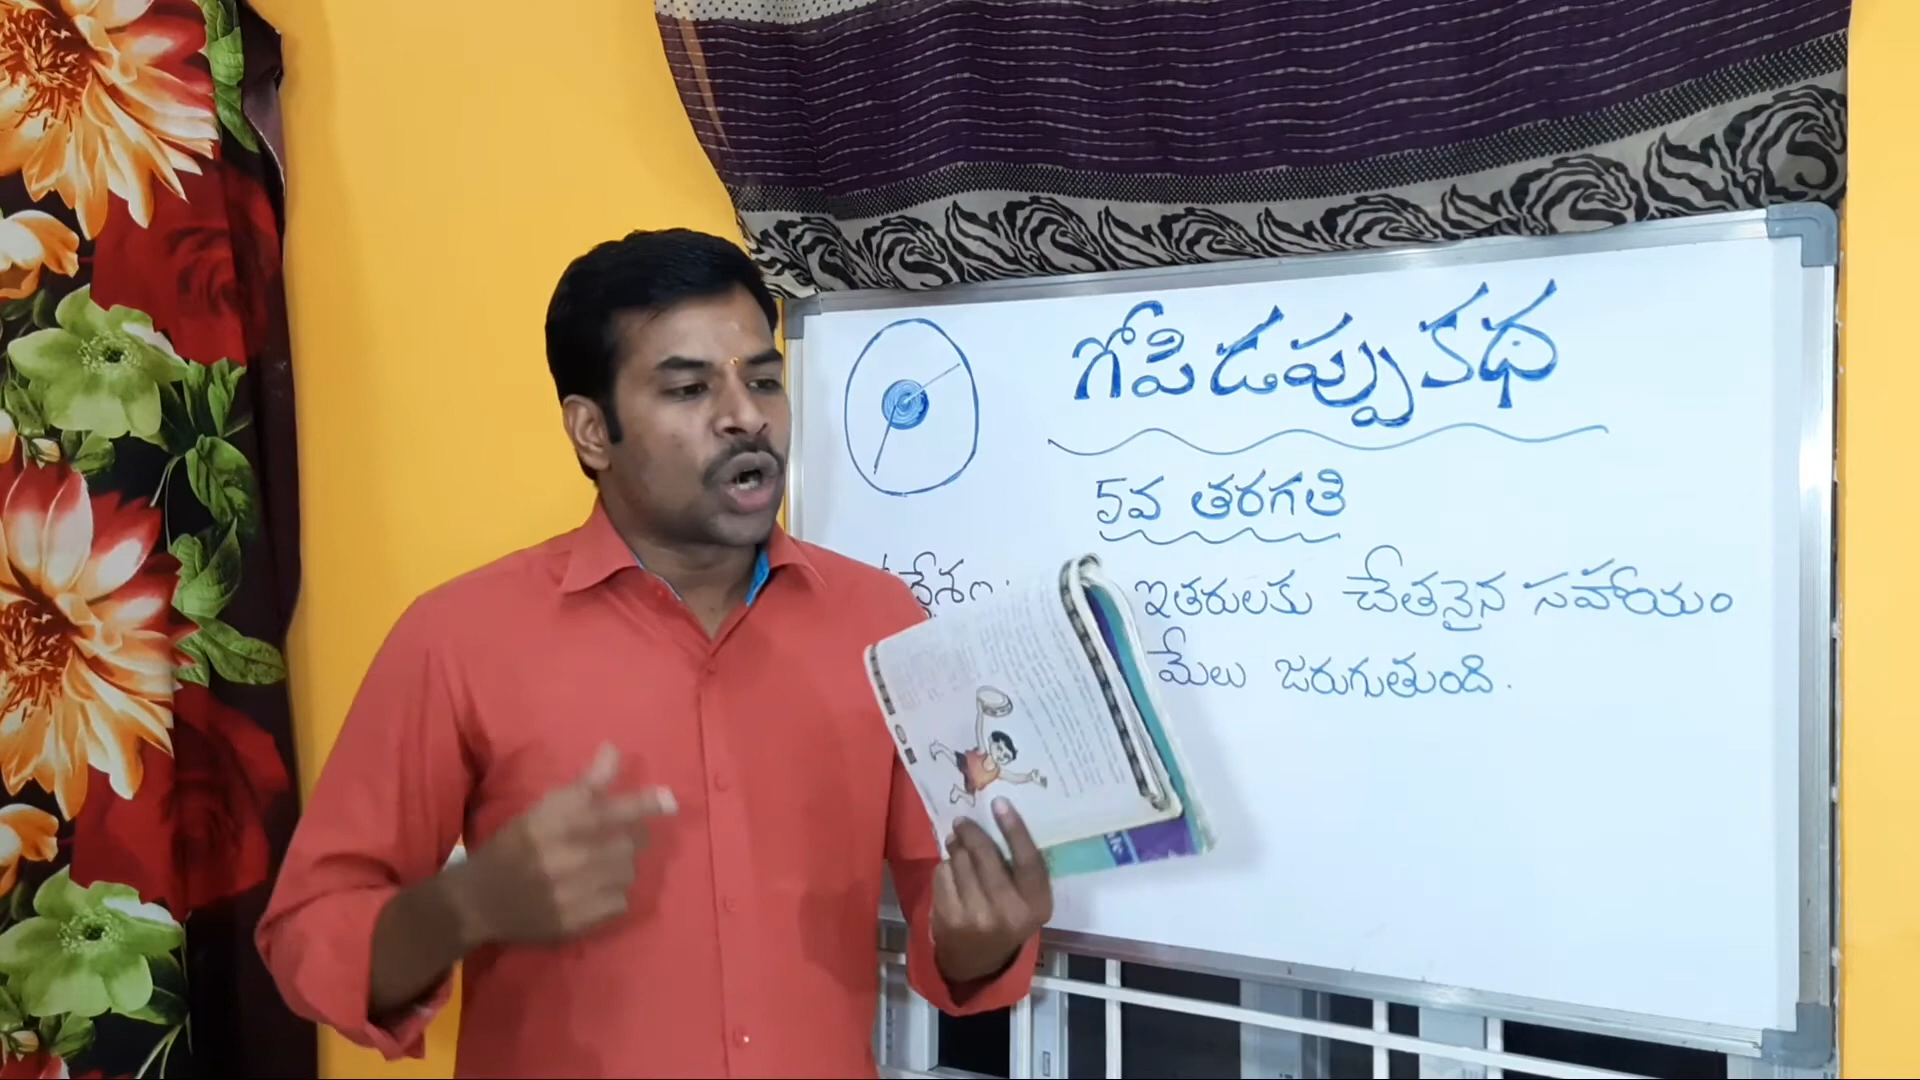 గోపి డప్పు కథ
5వ తరగతి
ఇతరులకు చేతనైన సహాయం
మేలు జరుగుతుంది.